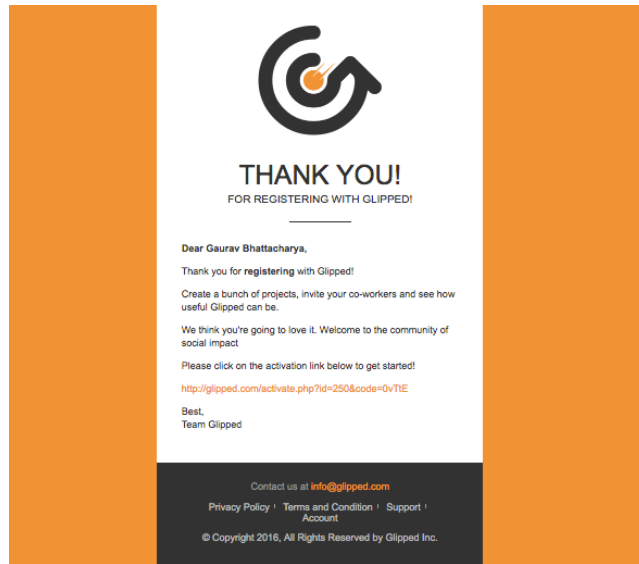 THANK YOU!
FOR REGISTERING WITH GLIPPED!
Dear Gaurav Bhattacharya,
Thank you for registering with Glipped!
Create a bunch of projects, invite your co-workers and see how
useful Glipped can be.
We think you're going to love it. Welcome to the community of
social impact
Please click on the activation link below to get started!
http://glipped.com/activate.php?id=250&code=0vTtE
Best,
Team Glipped
Contact us at info@glipped.com
Privacy Policy | Terms and Condition | Support |
Account
© Copyright 2016, All Rights Reserved by Glipped Inc.